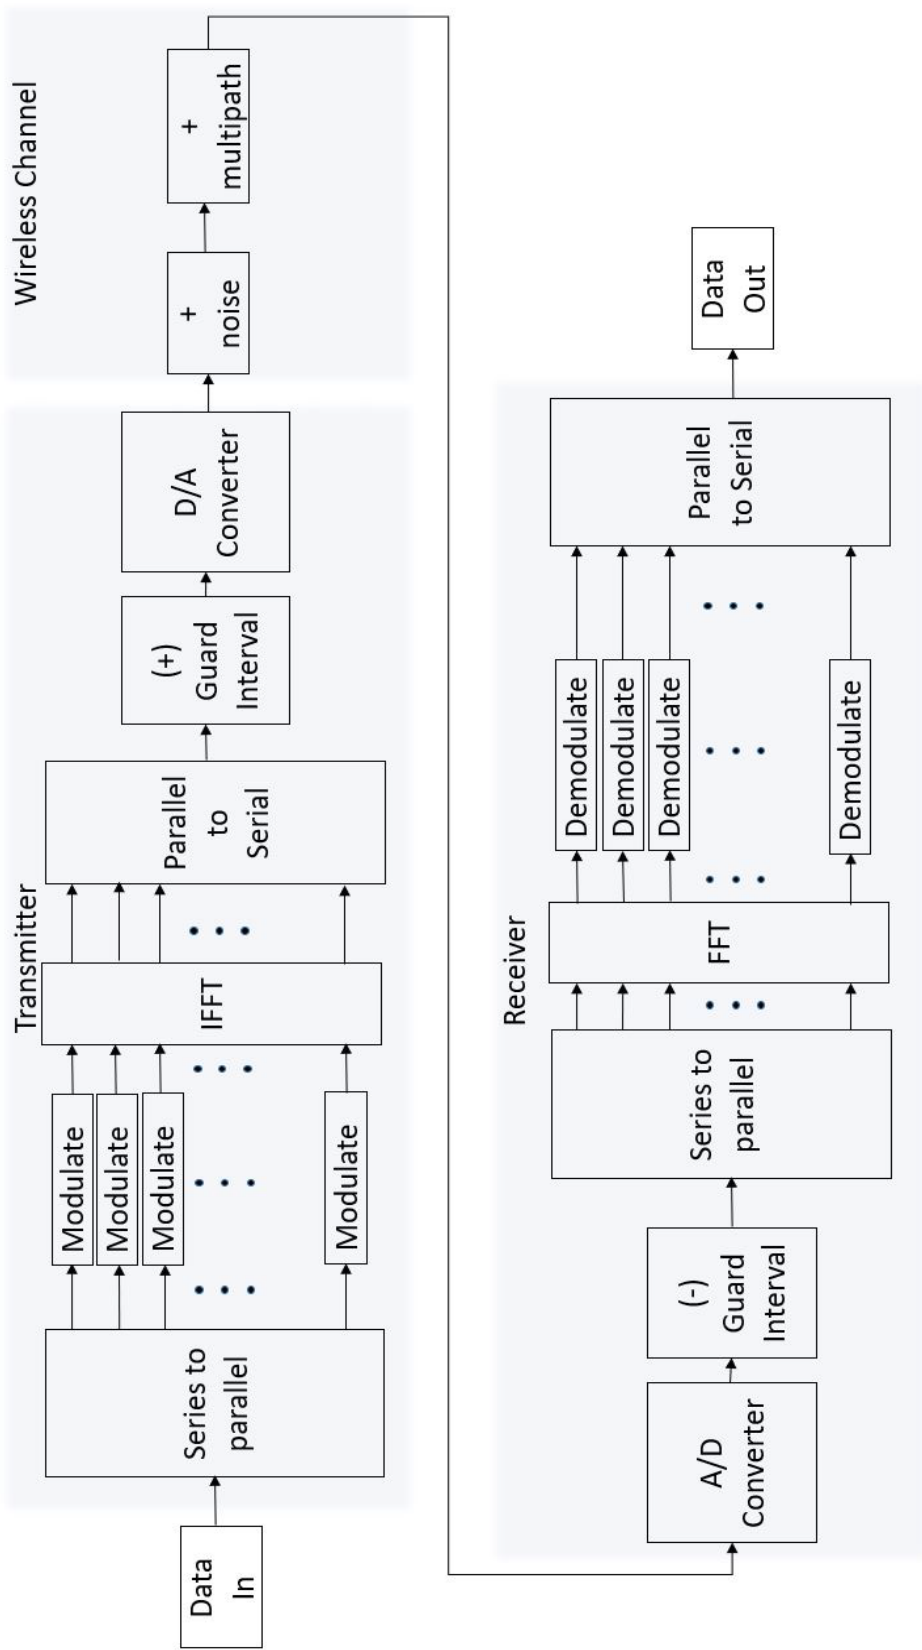 Transmitter
Wireless Channel
Data
In
Series to
parallel
Modulate
Modulate
Modulate
Modulate
IFFT
Parallel
to
Serial
(+)
Guard
Interval
D/A
Converter
+
noise
+
multipath
Receiver
A/D
Converter
(-)
Guard
Interval
Series to
parallel
FFT
Demodulate
Demodulate
Demodulate
Demodulate
Parallel
to Serial
Data
Out